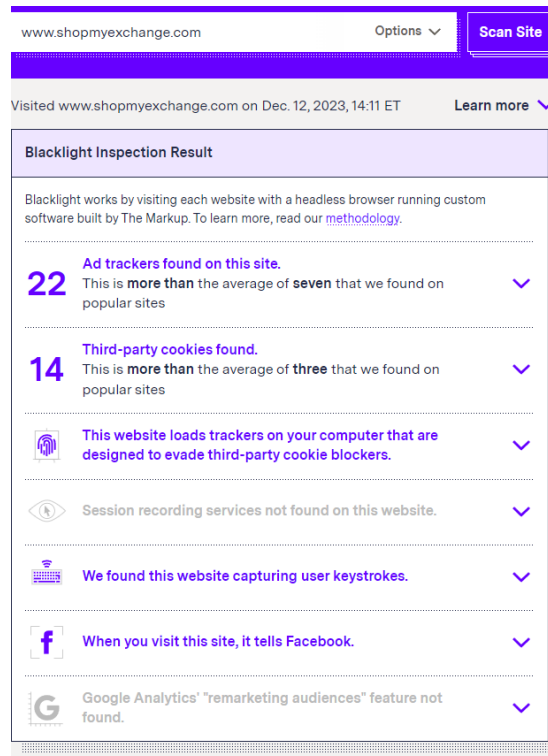 www.shopmyexchange.com Options Scan Site
Visited www.shopmyexchange.com on Dec. 12, 2023, 14:11 ET Learn more
Blacklight Inspection Result
Blacklight works by visiting each website with a headless browser running custom
software built by The Markup. To learn more, read our methodology.
22
Ad trackers found on this site.
This is more than the average of seven that we found on
popular sites
14
Third-party cookies found.
This is more than the average of three that we found on
popular sites
This website loads trackers on your computer that are
designed to evade third-party cookie blockers.
Session recording services not found on this website.
We found this website capturing user keystrokes.
When you visit this site, it tells Facebook.
Google Analytics' "remarketing audiences" feature not
found.